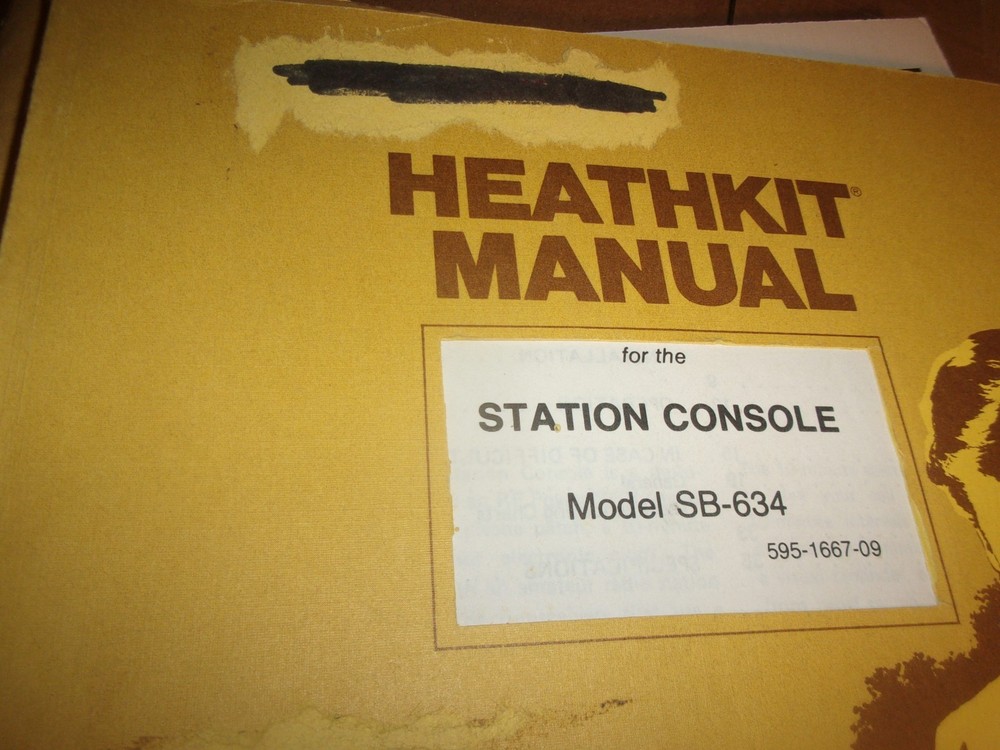 HEATHKIT®
MANUAL
for the
STATION CONSOLE
Model SB-634
595-1667-09